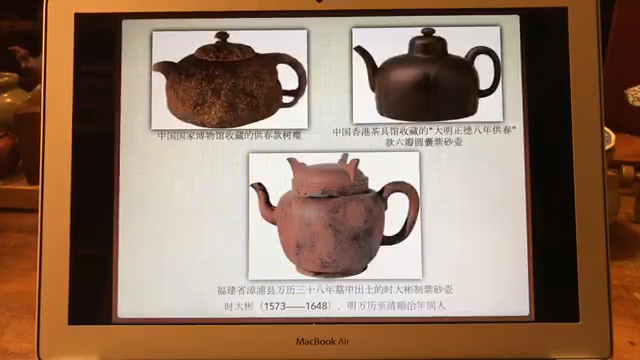 中国国家博物馆收藏的供春款树瘿
中国香港茶具馆收藏的“大明正德八年供春”
款六瓣圆囊紫砂壶
福建省漳浦县万历三十八年墓中出土的时大彬制紫砂壶
时大彬（1573——1648），明万历至清顺治年间人
MacBook Air